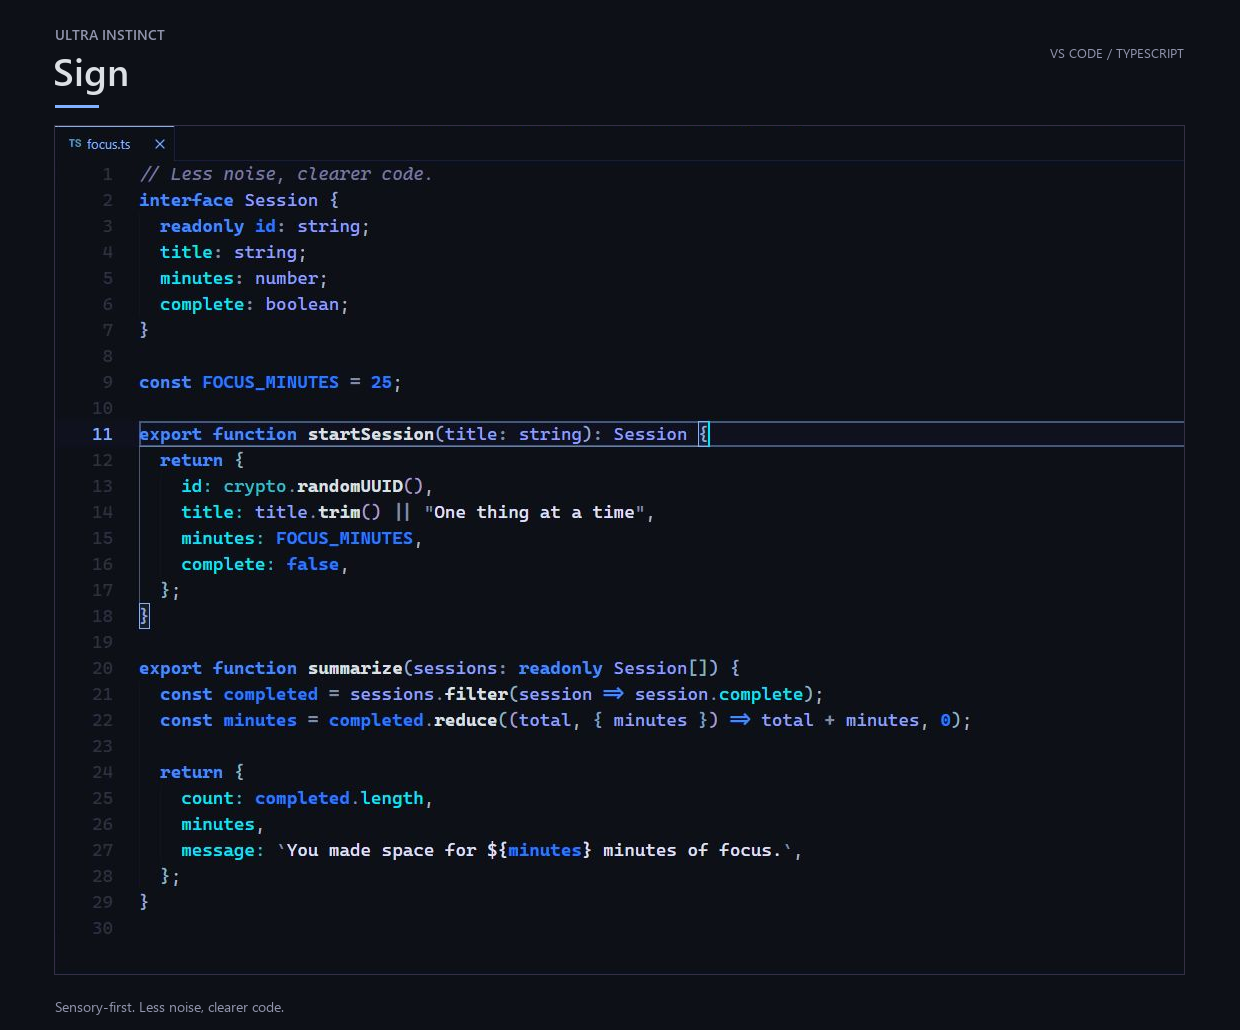 ULTRA INSTINCT
Sign
VS CODE / TYPESCRIPT
TS focus.ts ×
1 // Less noise, clearer code.
2 interface Session {
3   readonly id: string;
4   title: string;
5   minutes: number;
6   complete: boolean;
7 }
8
9 const FOCUS_MINUTES = 25;
10
11 export function startSession(title: string): Session {
12   return {
13     id: crypto.randomUUID(),
14     title: title.trim() || "One thing at a time",
15     minutes: FOCUS_MINUTES,
16     complete: false,
17   };
18 }
19
20 export function summarize(sessions: readonly Session[]) {
21   const completed = sessions.filter(session => session.complete);
22   const minutes = completed.reduce((total, { minutes }) => total + minutes, 0);
23
24   return {
25     count: completed.length,
26     minutes,
27     message: `You made space for ${minutes} minutes of focus.`,
28   };
29 }
30
Sensory-first. Less noise, clearer code.